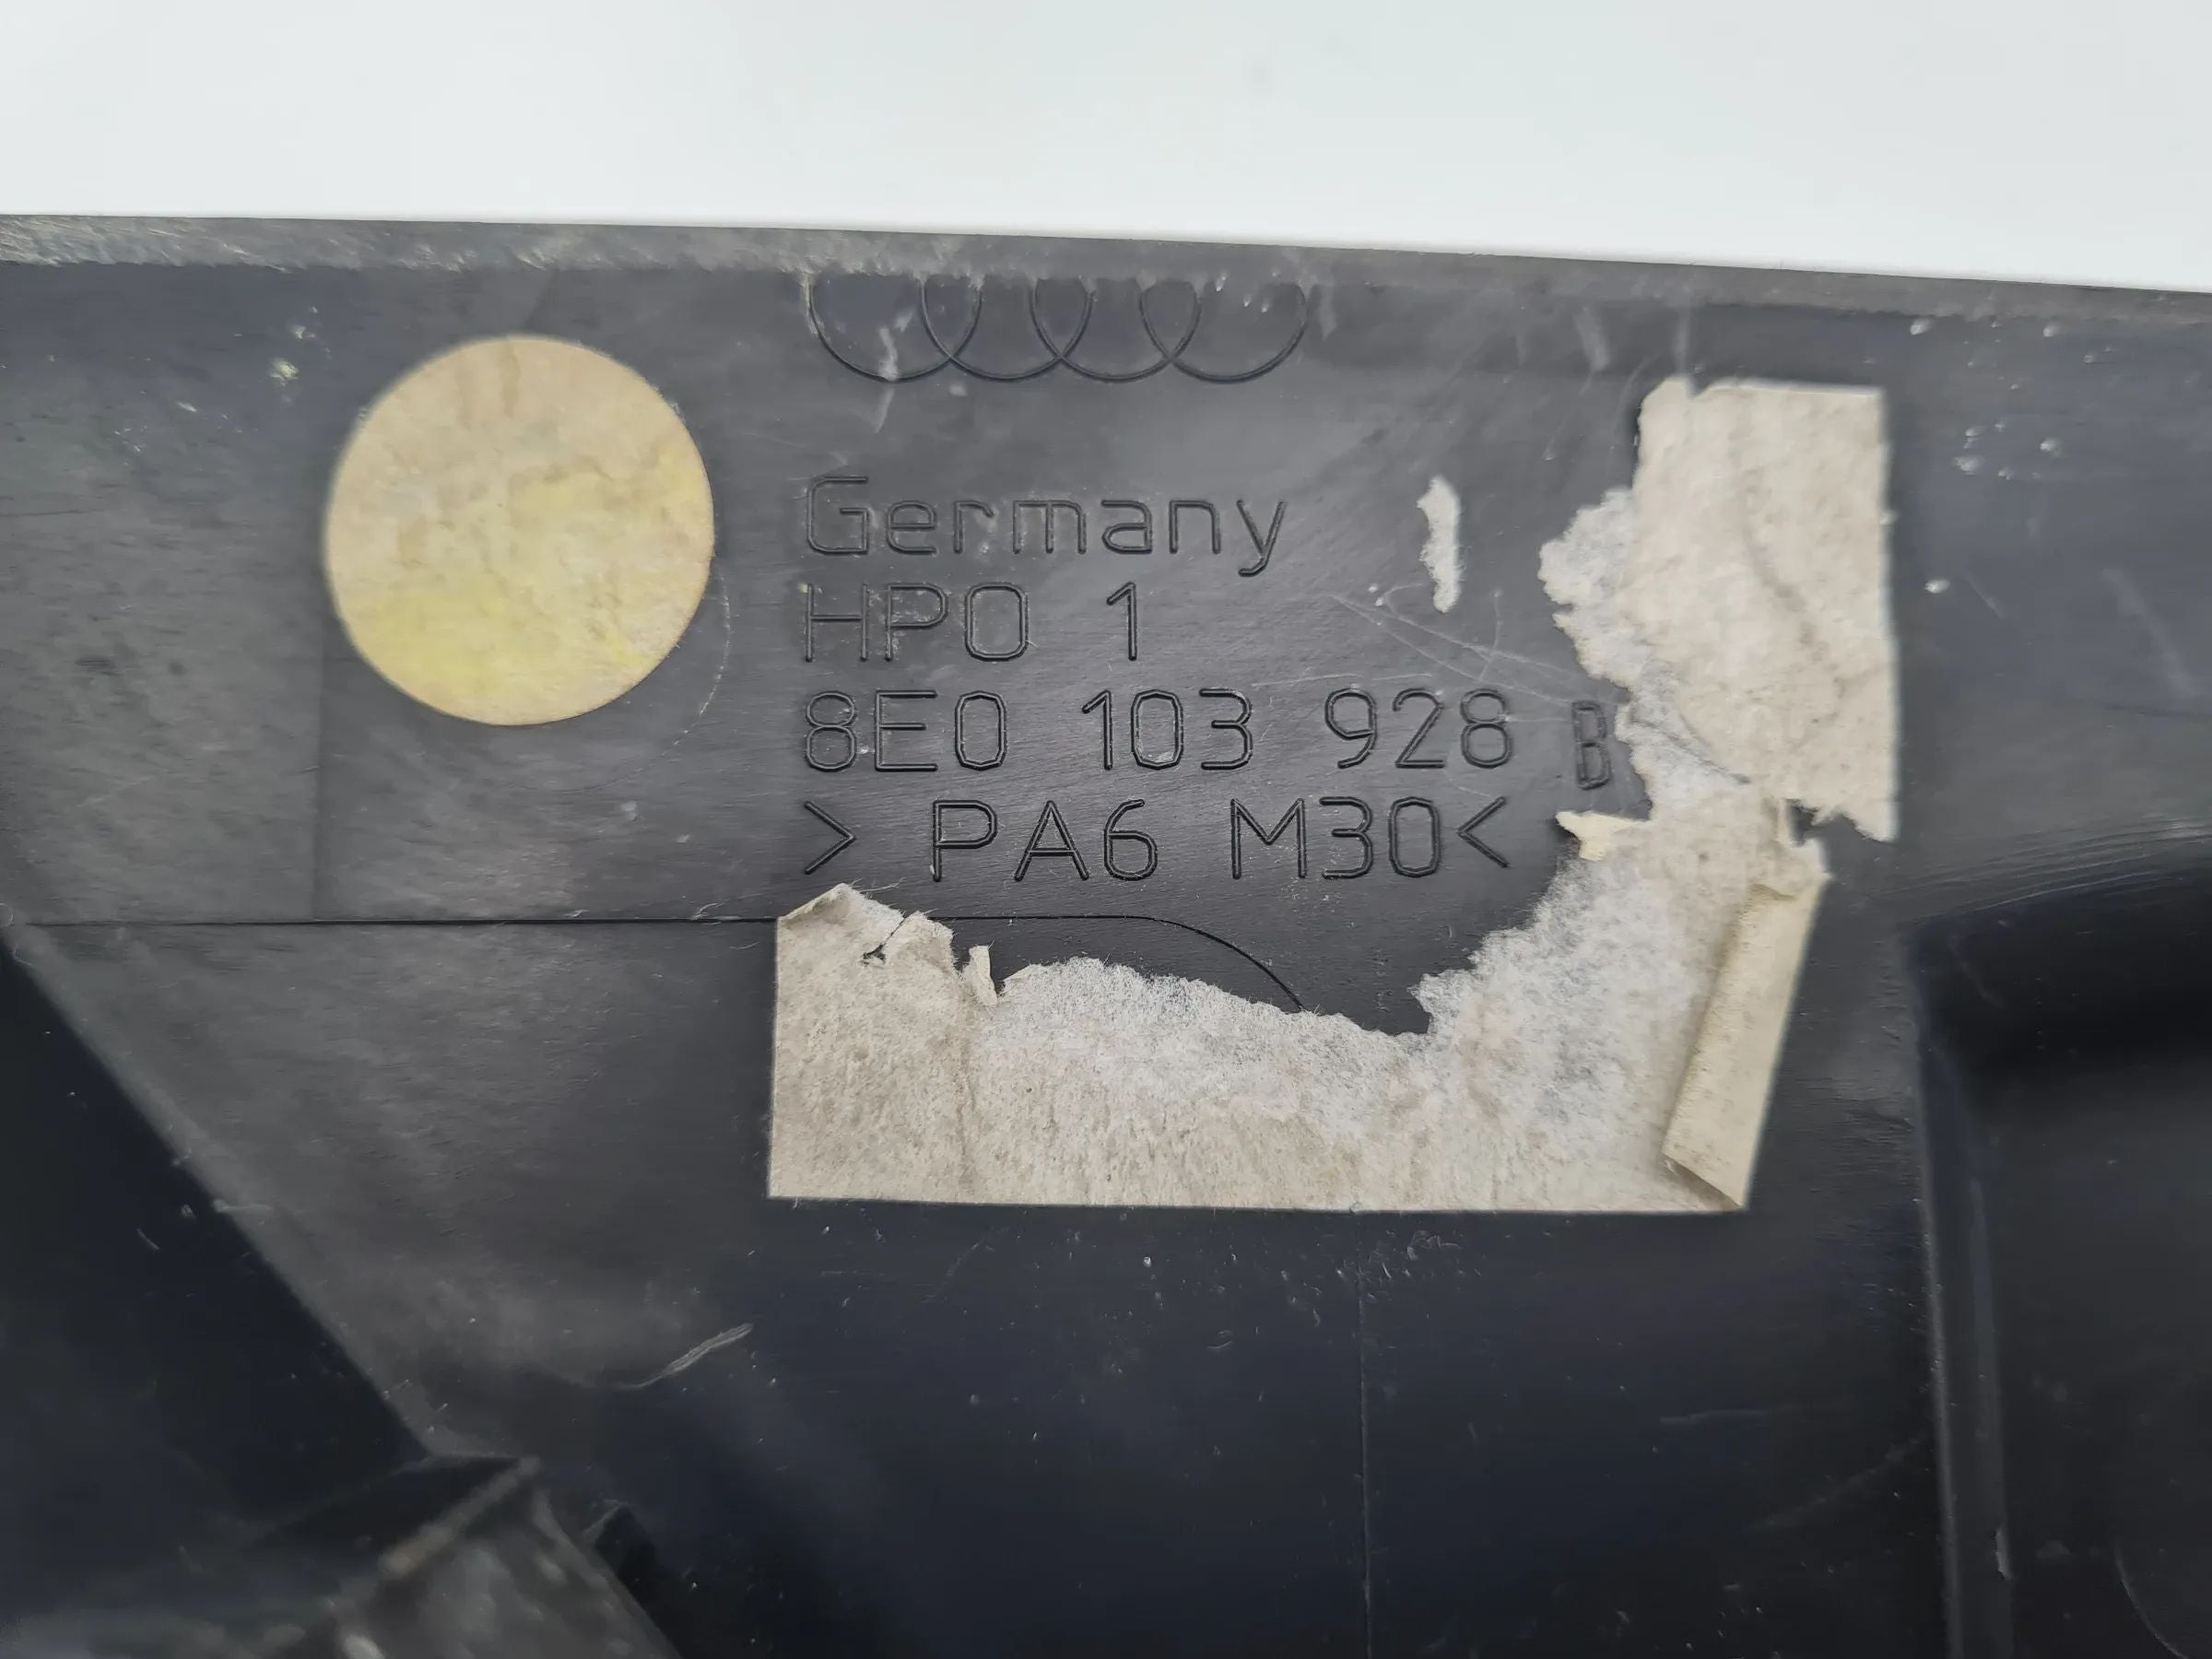 Germany
HPO 1
8E0 103 928 B
> PA6 M30<